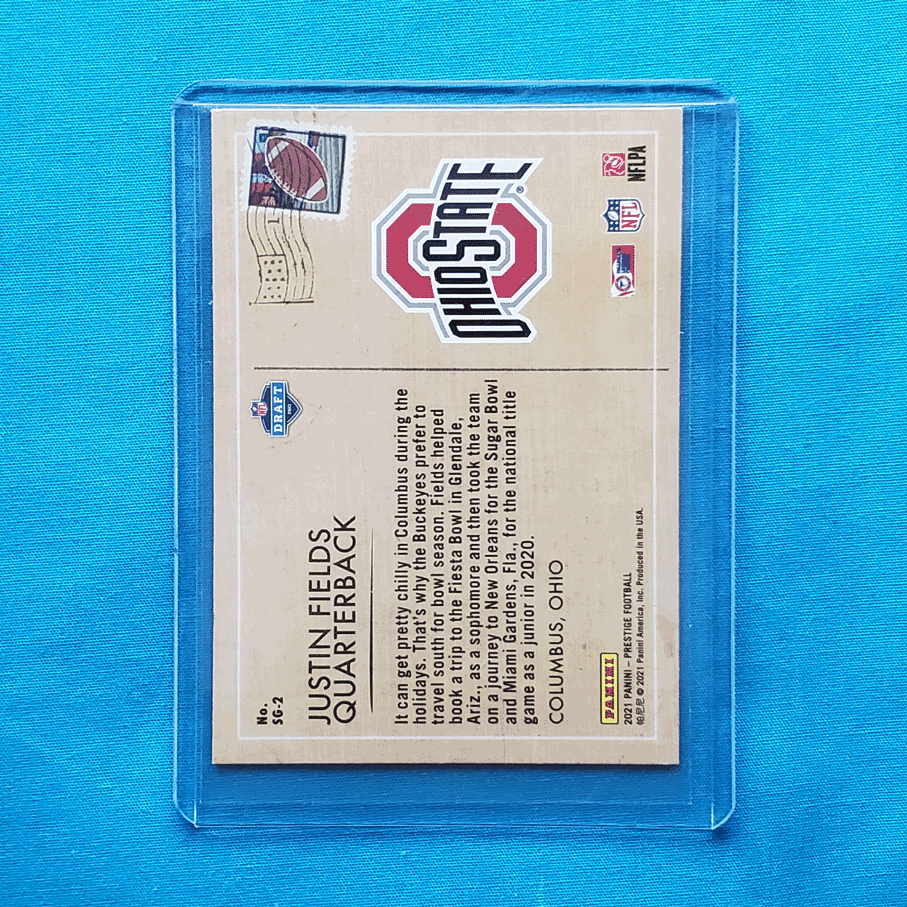 No.
SG-2
DRAFT
JUSTIN FIELDS
QUARTERBACK
It can get pretty chilly in Columbus during the
holidays. That's why the Buckeyes prefer to
travel south for bowl season. Fields helped
book a trip to the Fiesta Bowl in Glendale,
Ariz., as a sophomore and then took the team
on a journey to New Orleans for the Sugar Bowl
and Miami Gardens, Fla., for the national title
game as a junior in 2020.
COLUMBUS, OHIO
PANINI
2021 PANINI – PRESTIGE FOOTBALL
帕尼尼 © 2021 Panini America, Inc. Produced in the USA.
OHIO STATE ®
NFL
NFLPA